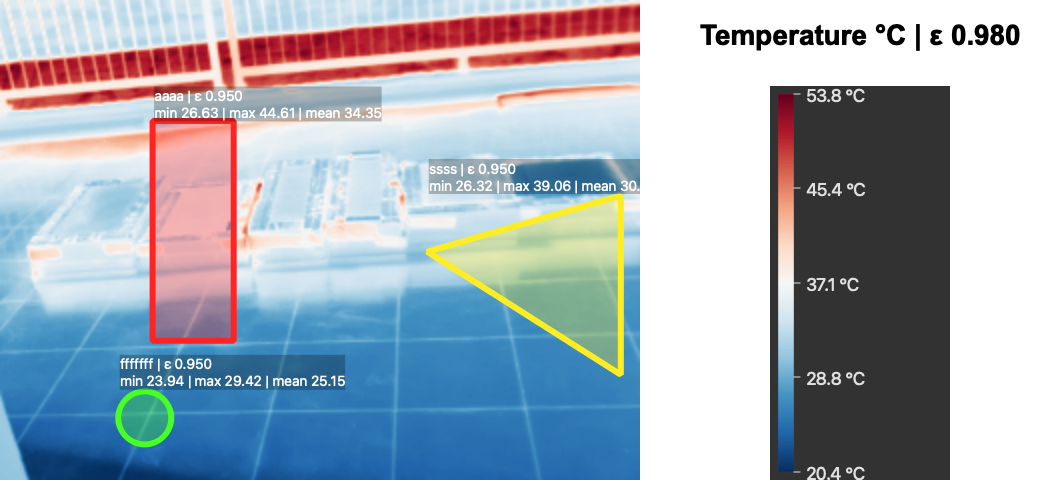 Temperature °C | ε 0.980
aaaa | ε 0.950
min 26.63 | max 44.61 | mean 34.35
ssss | ε 0.950
min 26.32 | max 39.06 | mean 30.
fffffff | ε 0.950
min 23.94 | max 29.42 | mean 25.15
53.8 °C
45.4 °C
37.1 °C
28.8 °C
20.4 °C